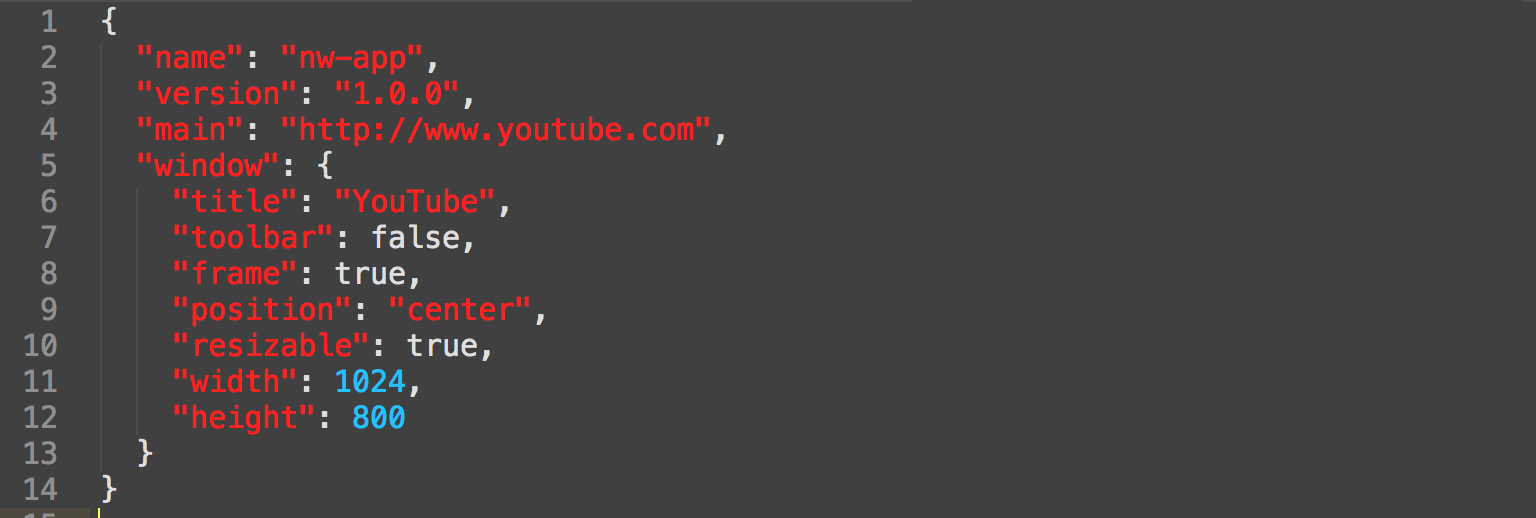 1 {
2   "name": "nw-app",
3   "version": "1.0.0",
4   "main": "http://www.youtube.com",
5   "window": {
6     "title": "YouTube",
7     "toolbar": false,
8     "frame": true,
9     "position": "center",
10     "resizable": true,
11     "width": 1024,
12     "height": 800
13   }
14 }
15